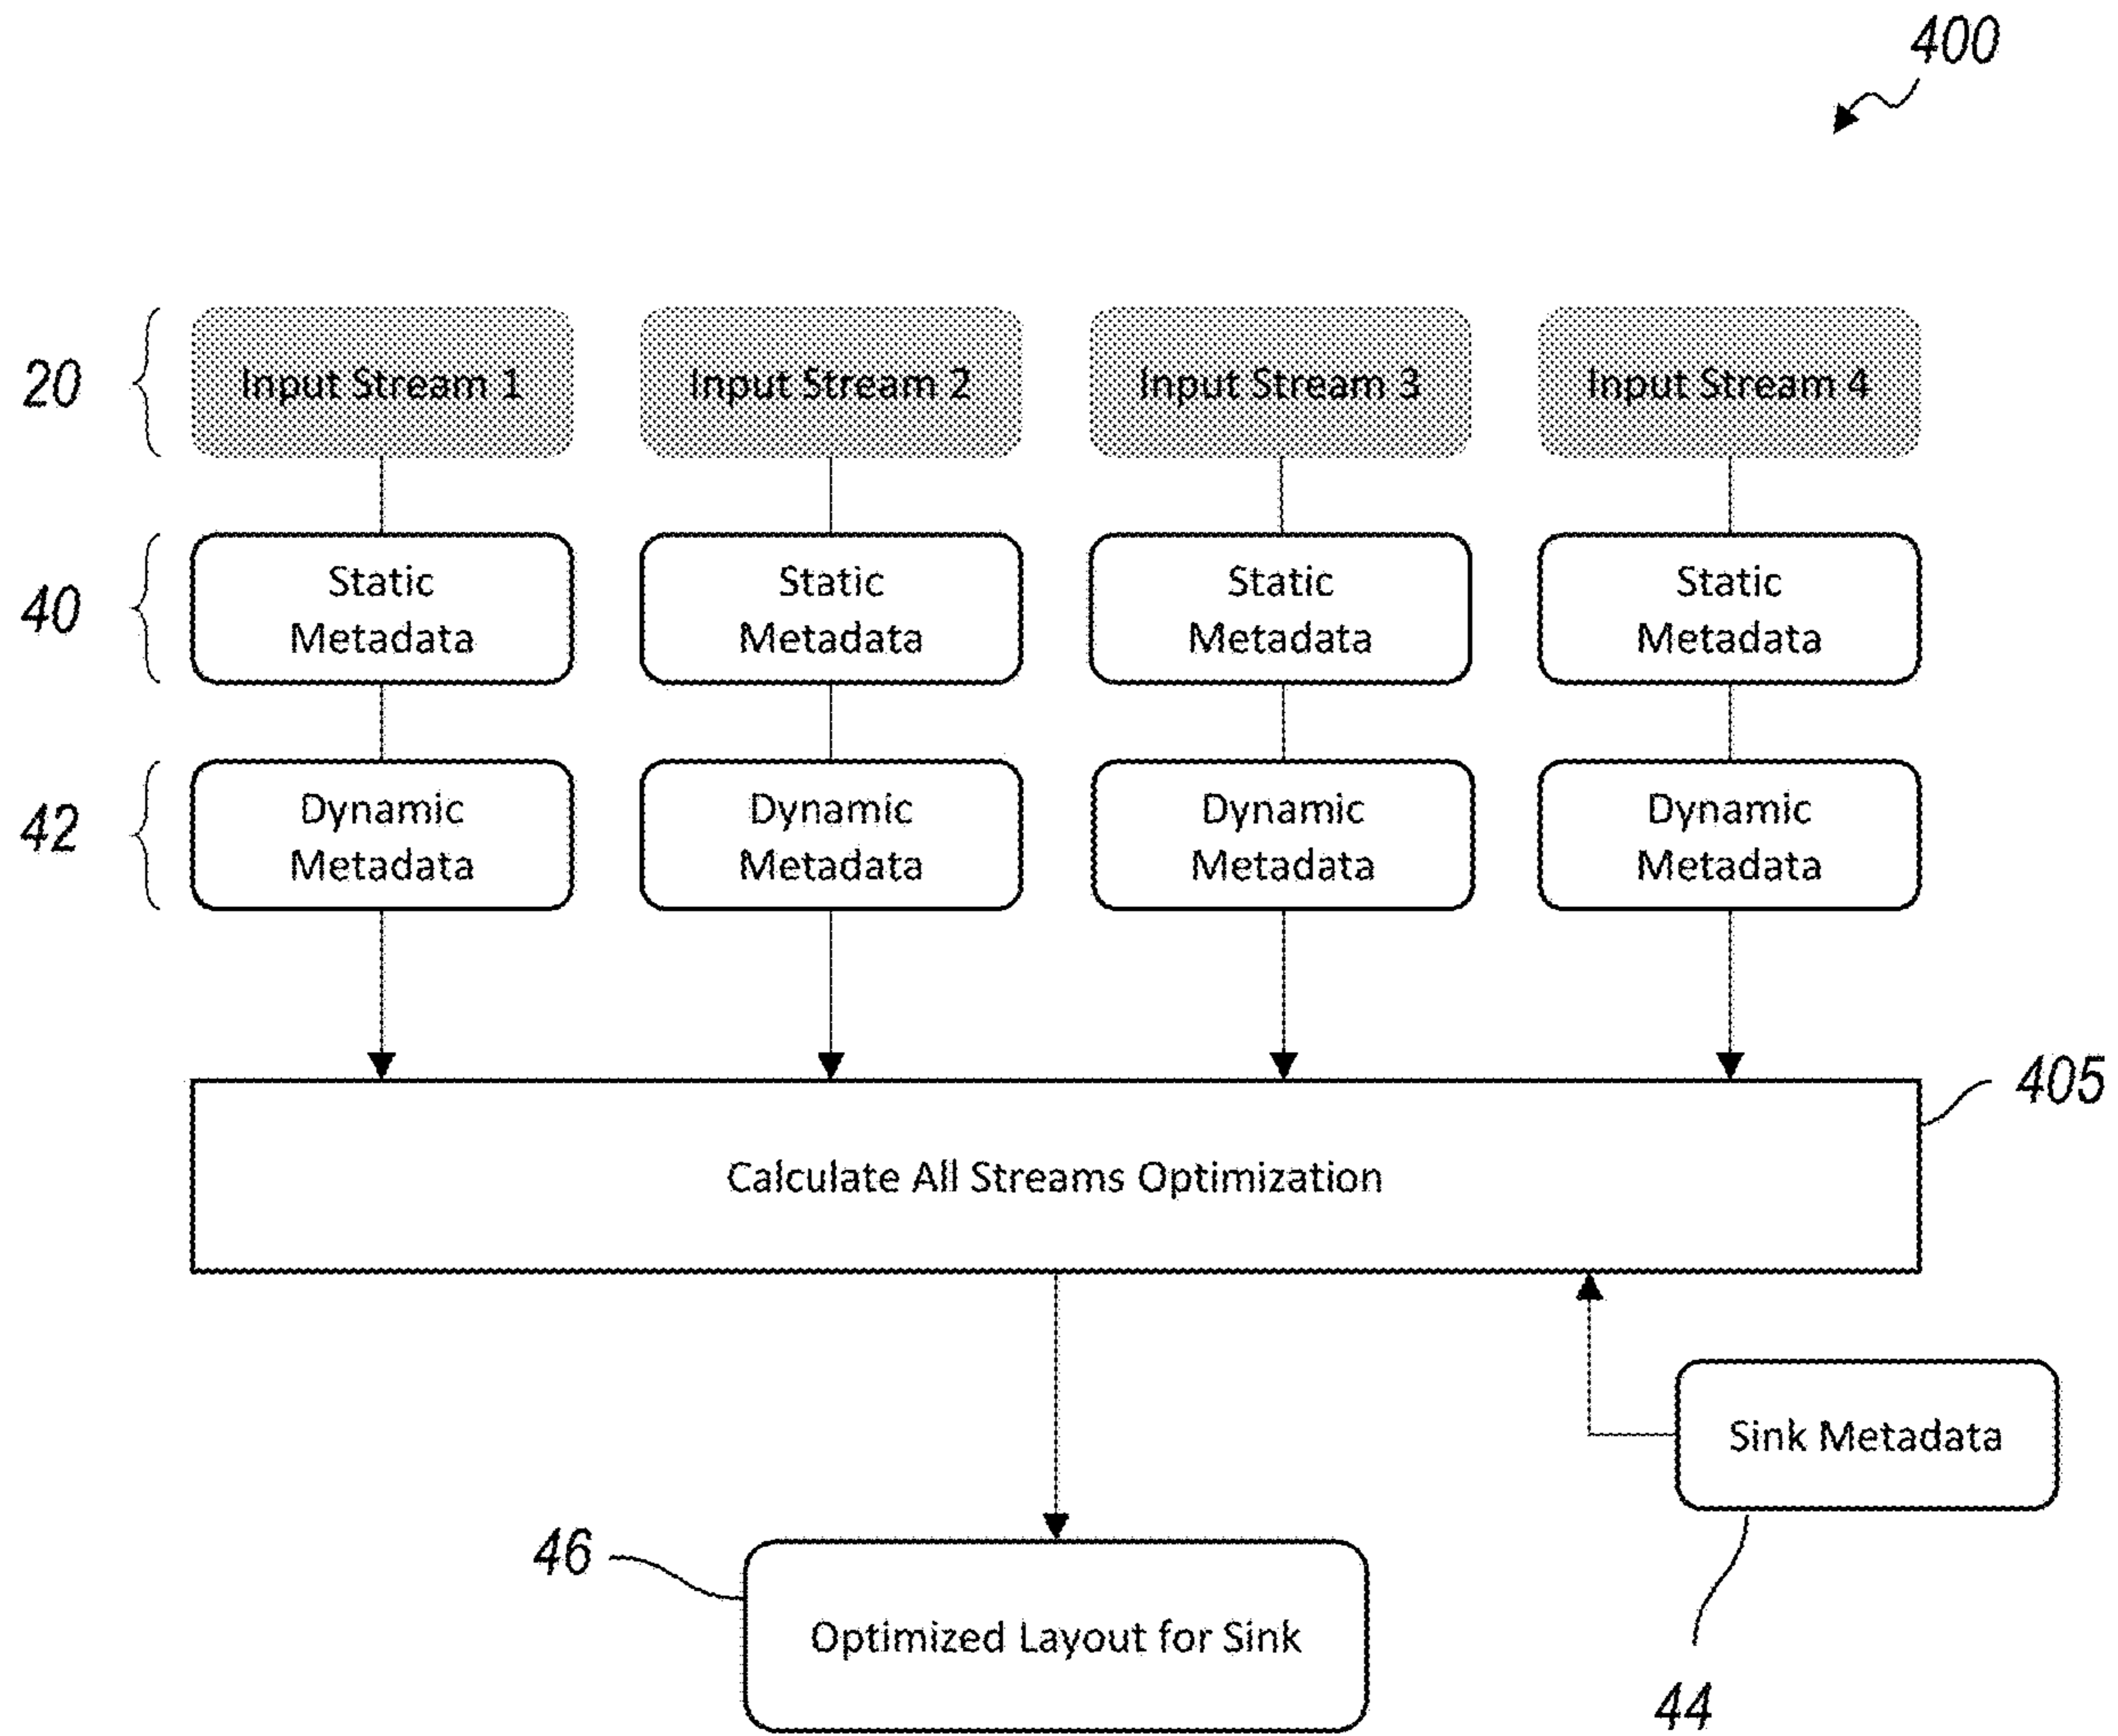 400
20
Input Stream 1
Input Stream 2
Input Stream 3
Input Stream 4
40
Static
Metadata
Static
Metadata
Static
Metadata
Static
Metadata
42
Dynamic
Metadata
Dynamic
Metadata
Dynamic
Metadata
Dynamic
Metadata
405
Calculate All Streams Optimization
Sink Metadata
46
Optimized Layout for Sink
44